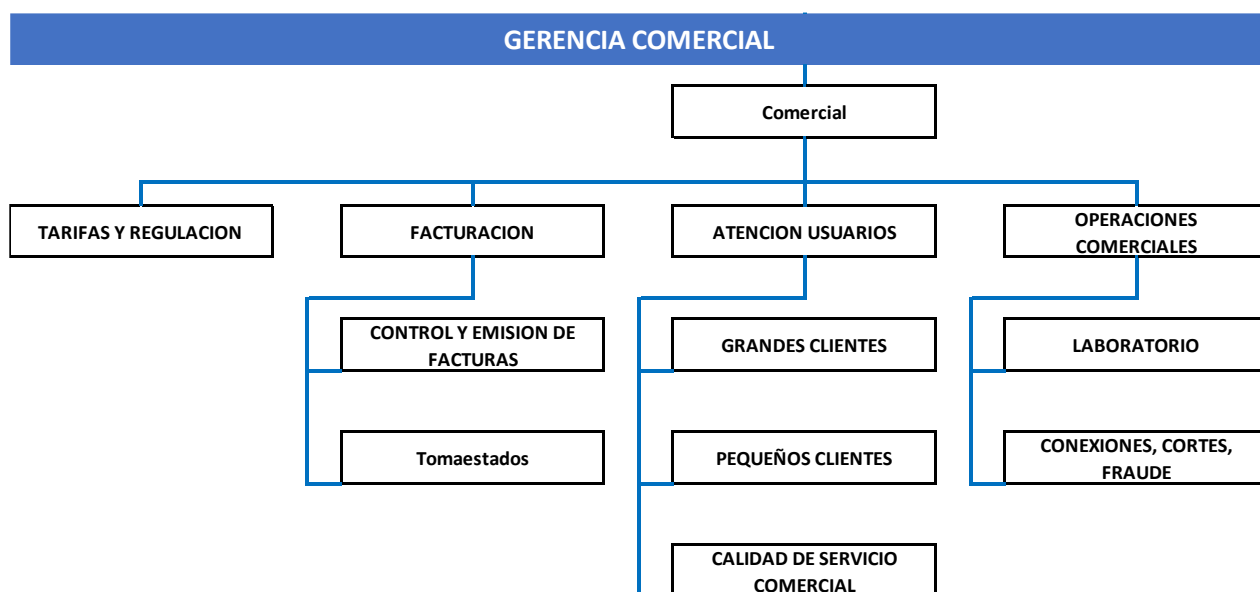 GERENCIA COMERCIAL
Comercial
TARIFAS Y REGULACION
FACTURACION
ATENCION USUARIOS
OPERACIONES
COMERCIALES
CONTROL Y EMISION DE
FACTURAS
GRANDES CLIENTES
LABORATORIO
Tomaestados
PEQUEÑOS CLIENTES
CONEXIONES, CORTES,
FRAUDE
CALIDAD DE SERVICIO
COMERCIAL